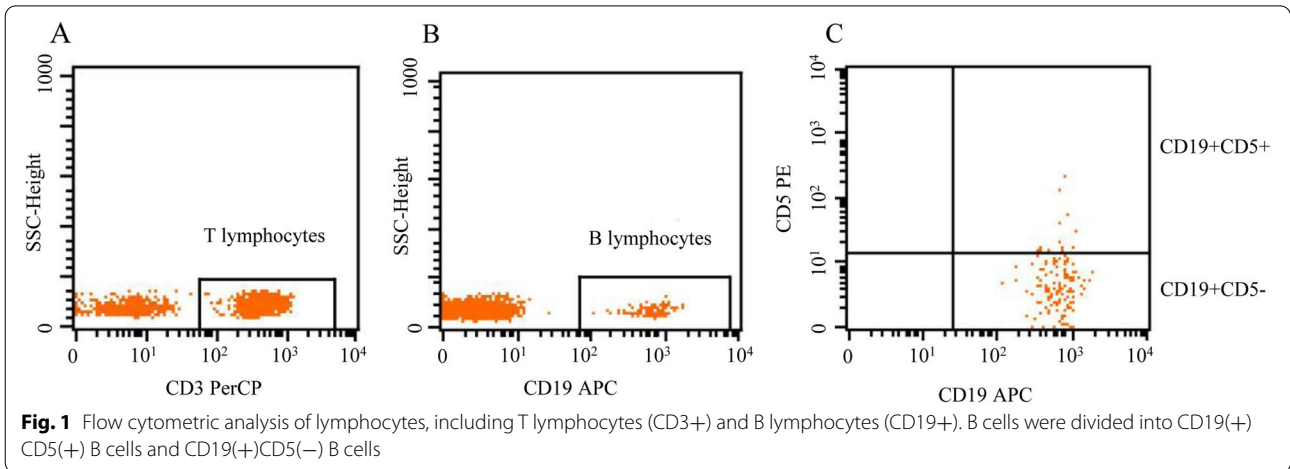 A
SSC-Height
1000
0
T lymphocytes
0 10¹ 10² 10³ 10⁴
CD3 PerCP
B
SSC-Height
1000
0
B lymphocytes
0 10¹ 10² 10³ 10⁴
CD19 APC
C
CD5 PE
10⁴
10³
10²
10¹
0
CD19+CD5+
CD19+CD5-
0 10¹ 10² 10³ 10⁴
CD19 APC
Fig. 1 Flow cytometric analysis of lymphocytes, including T lymphocytes (CD3+) and B lymphocytes (CD19+). B cells were divided into CD19(+)
CD5(+) B cells and CD19(+)CD5(−) B cells